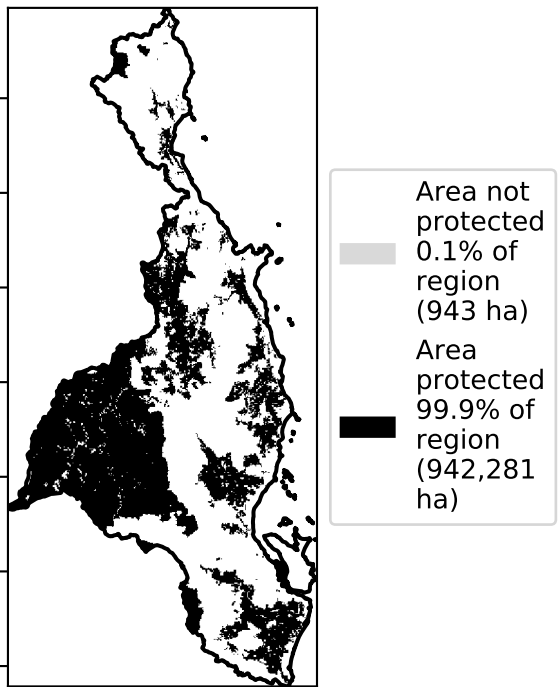 Area not
protected
0.1% of
region
(943 ha)
Area
protected
99.9% of
region
(942,281
ha)